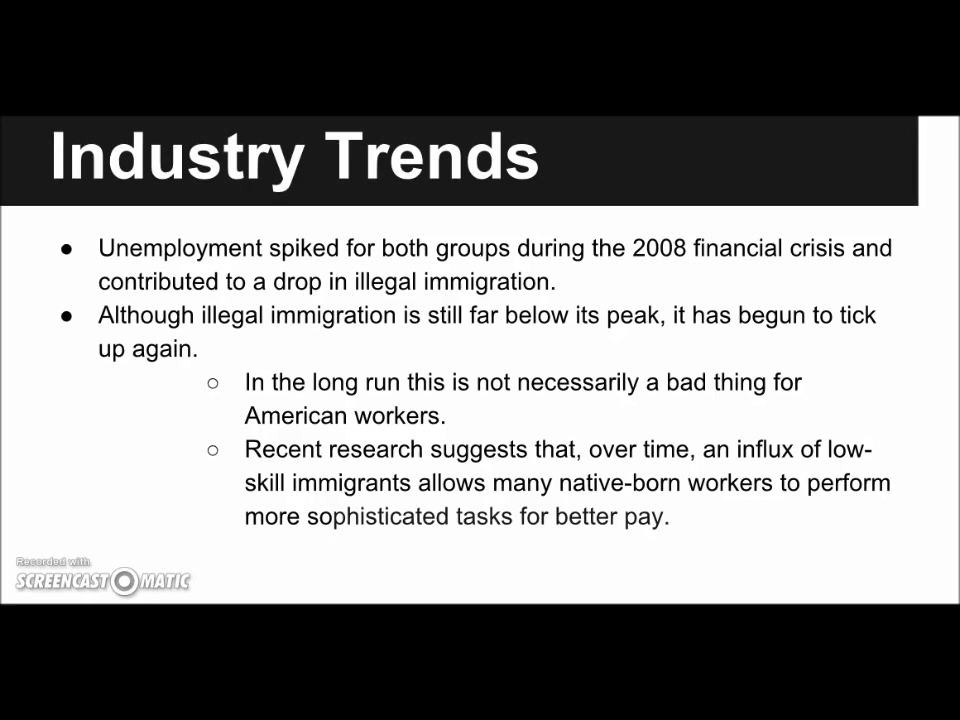 Industry Trends
● Unemployment spiked for both groups during the 2008 financial crisis and
contributed to a drop in illegal immigration.
● Although illegal immigration is still far below its peak, it has begun to tick
up again.
○ In the long run this is not necessarily a bad thing for
American workers.
○ Recent research suggests that, over time, an influx of low-
skill immigrants allows many native-born workers to perform
more sophisticated tasks for better pay.
Recorded with
SCREENCAST O MATIC